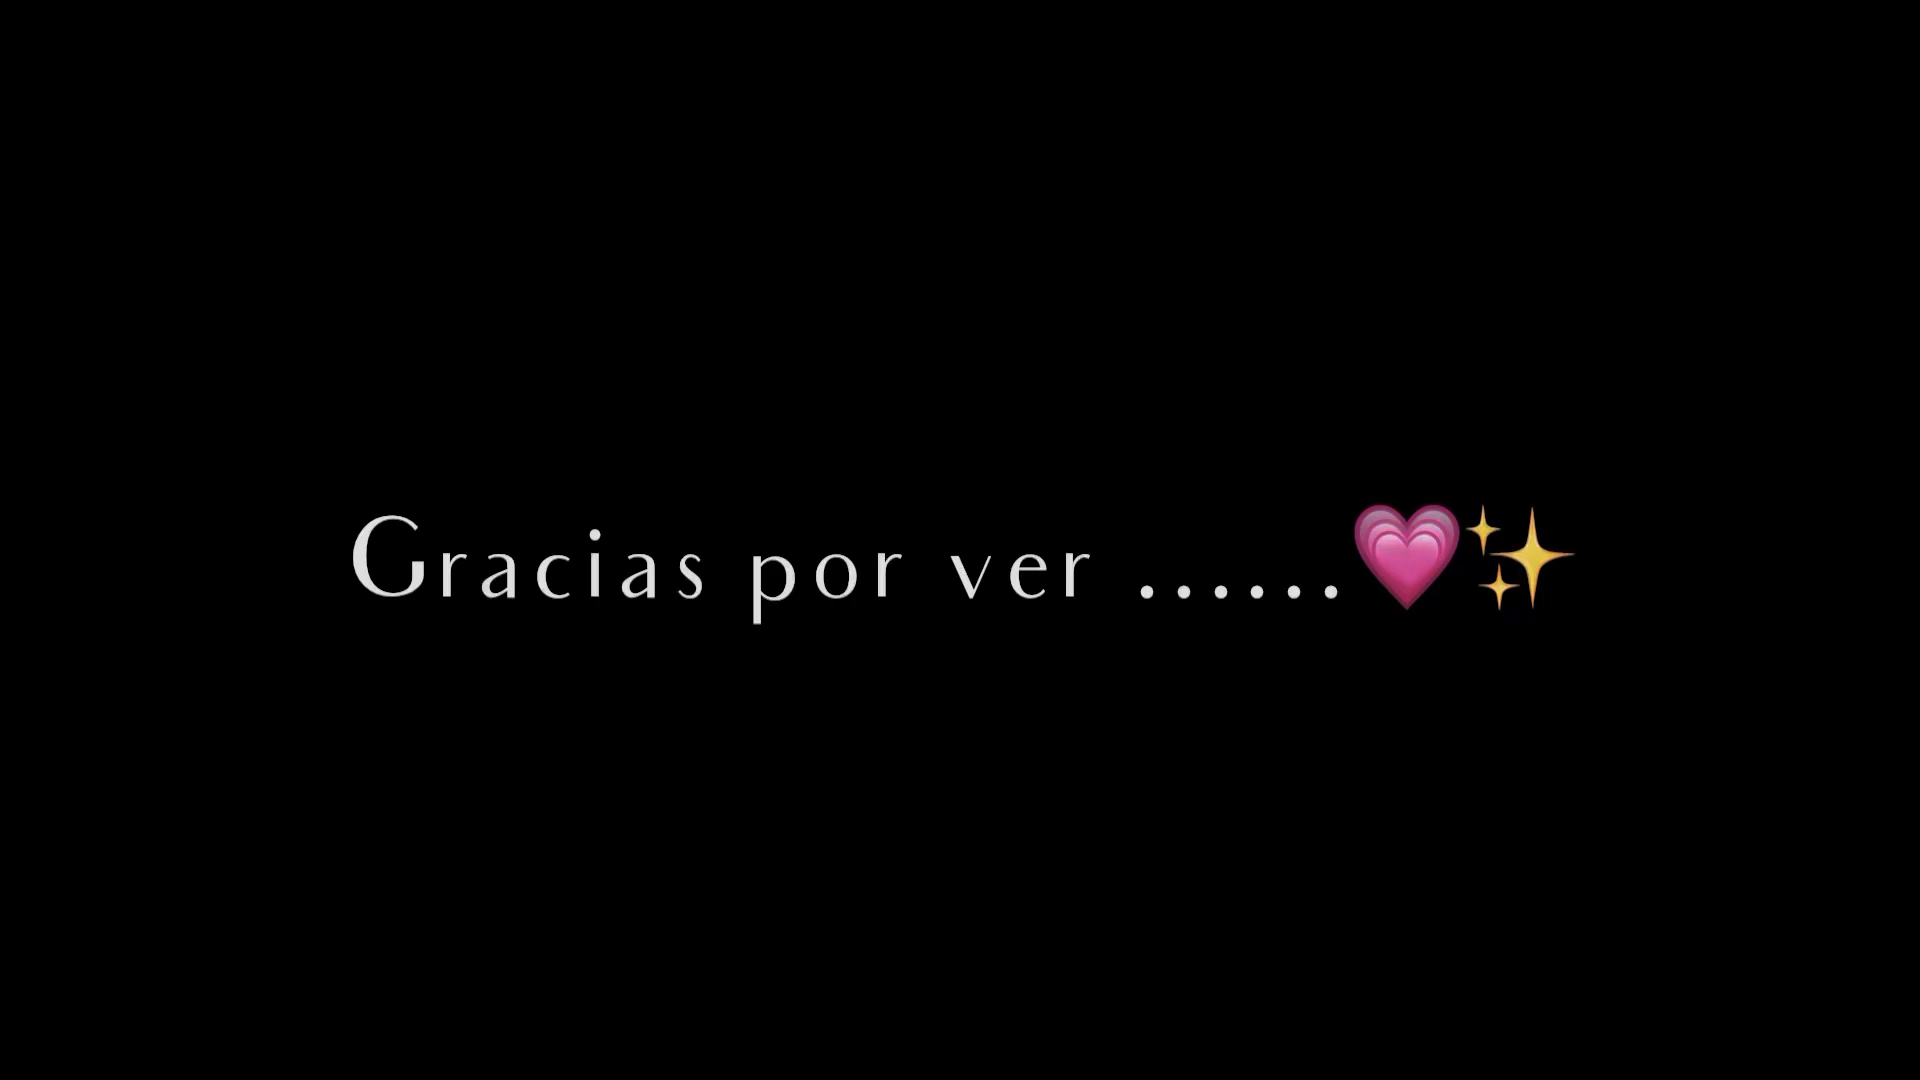 Gracias por ver ......💗✨